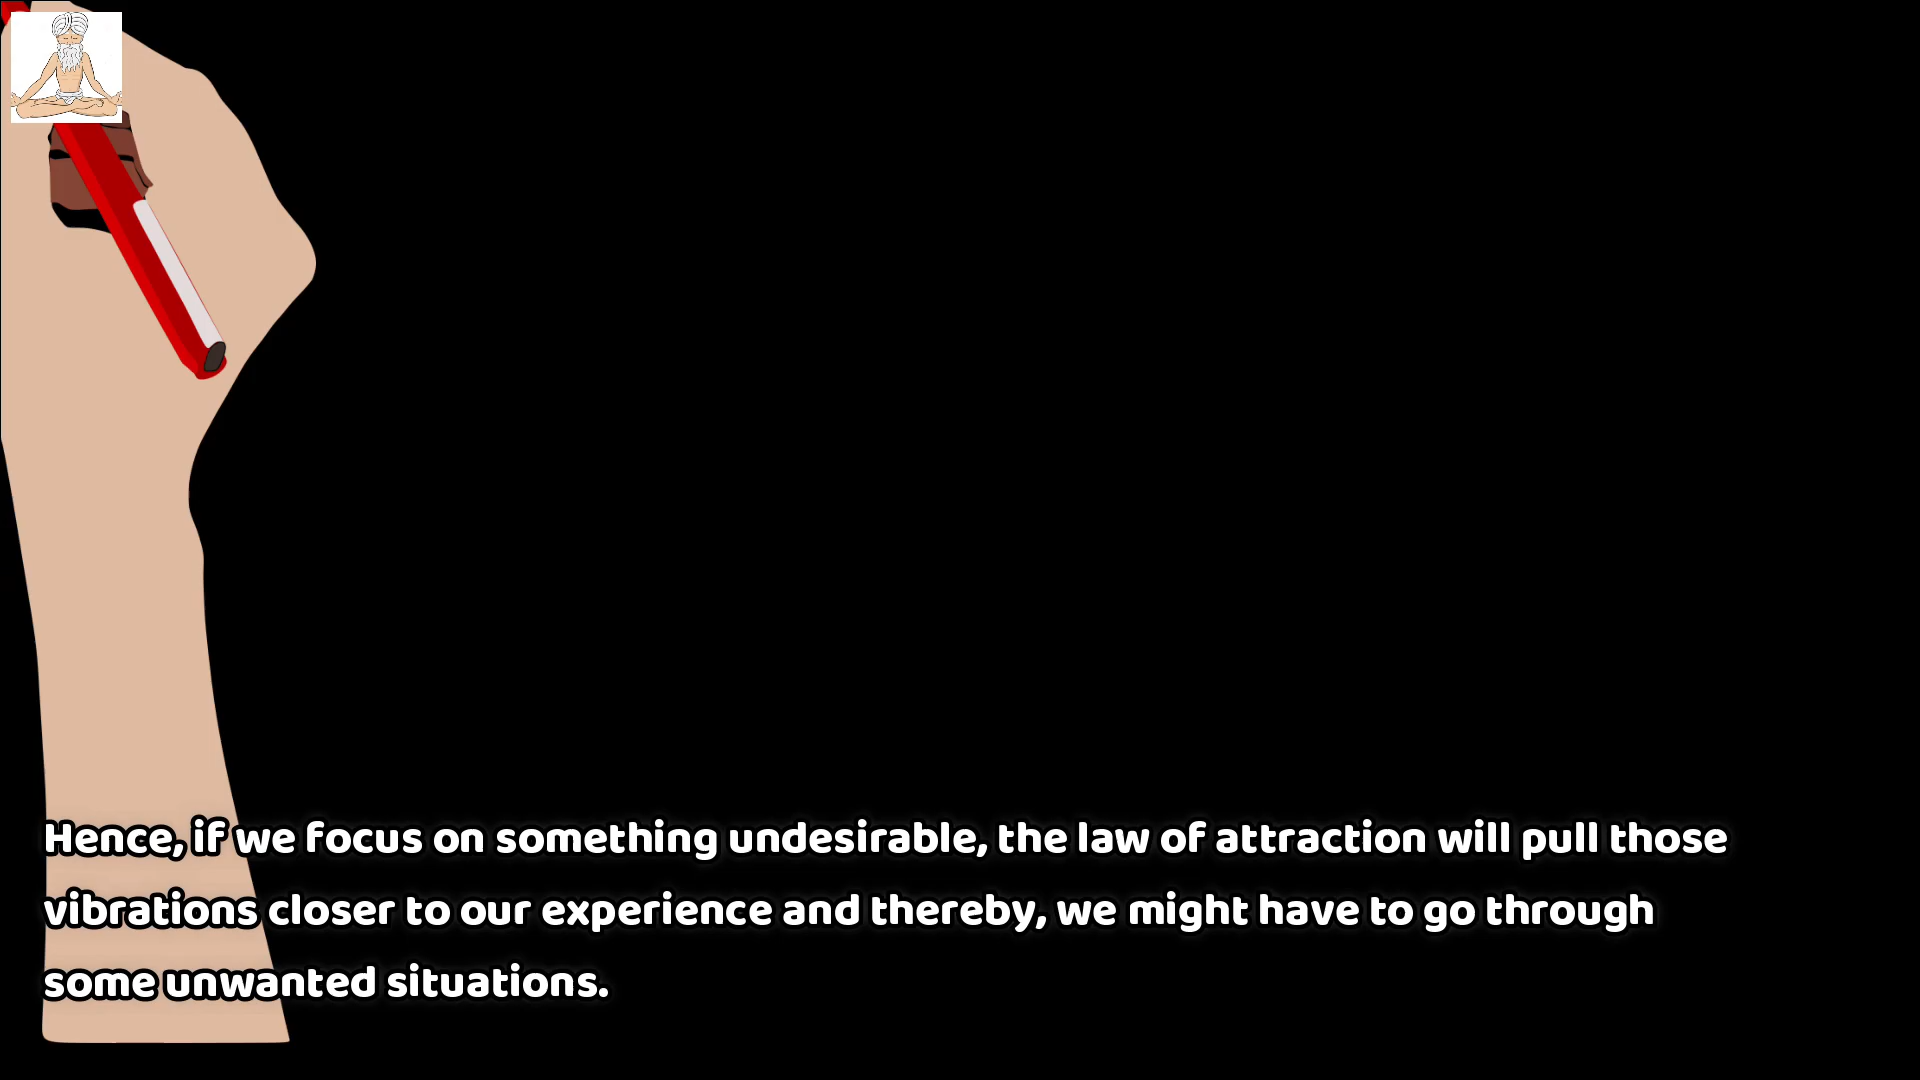 Hence, if we focus on something undesirable, the law of attraction will pull those
vibrations closer to our experience and thereby, we might have to go through
some unwanted situations.